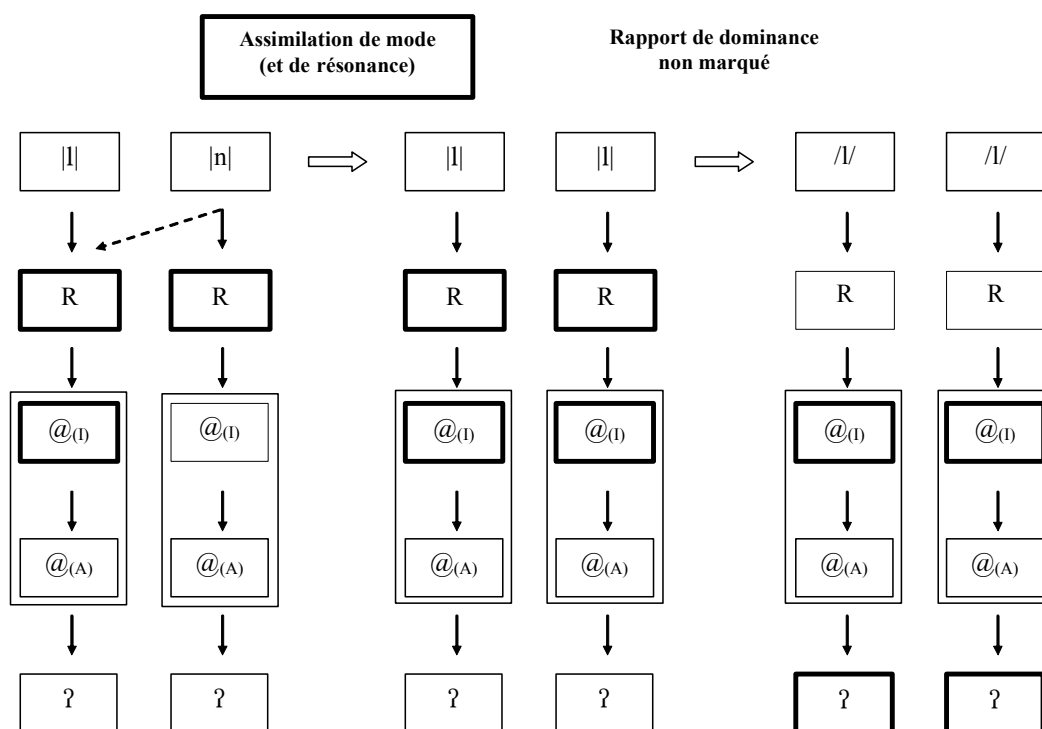 Assimilation de mode
(et de résonance)
Rapport de dominance
non marqué
|l| |n| |l| |l| /l/ /l/
R R R R R R
@(I) @(I) @(I) @(I) @(I) @(I)
@(A) @(A) @(A) @(A) @(A) @(A)
ʔ ʔ ʔ ʔ ʔ ʔ